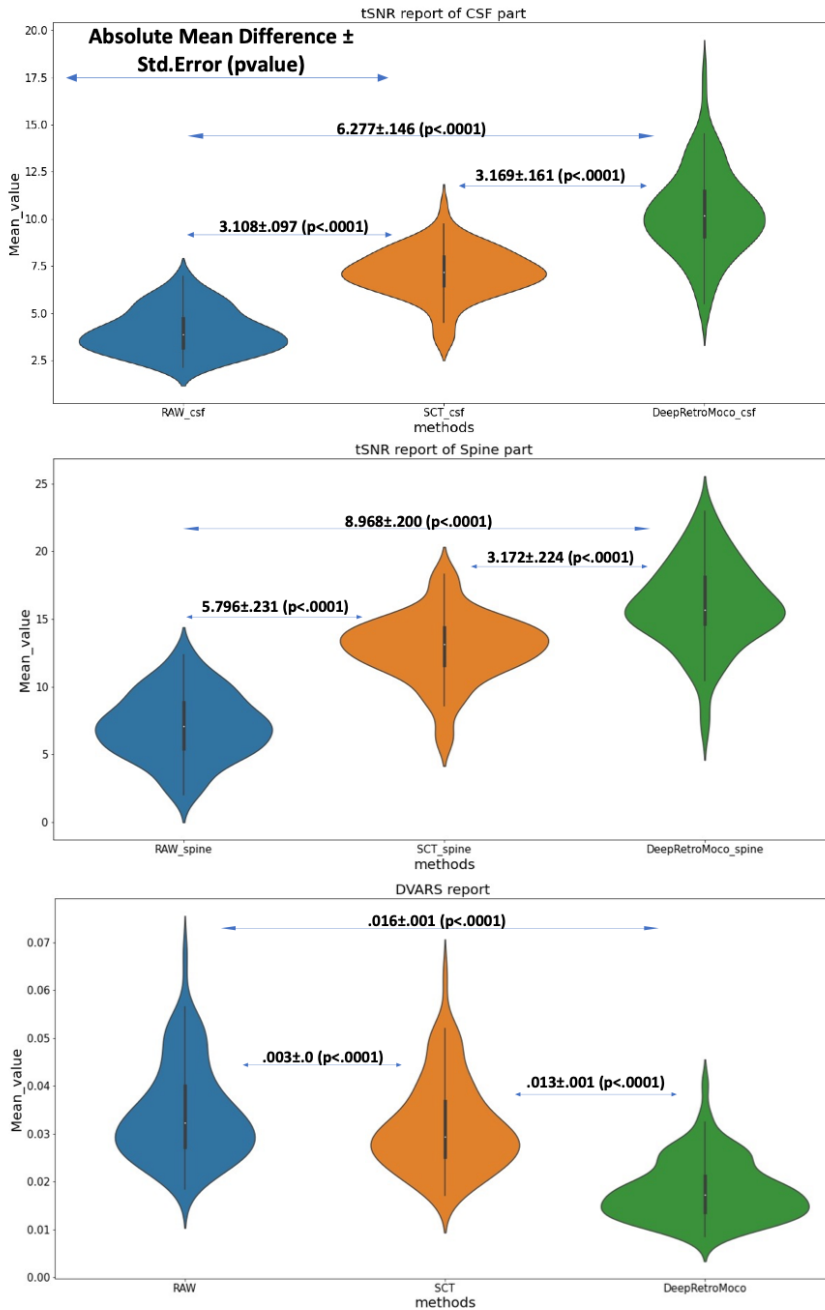 tSNR report of CSF part
Absolute Mean Difference ±
Std.Error (pvalue)
20.0
17.5
15.0
12.5
10.0
7.5
5.0
2.5
Mean_value
6.277±.146 (p<.0001)
3.169±.161 (p<.0001)
3.108±.097 (p<.0001)
RAW_csf
SCT_csf
DeepRetroMoco_csf
methods
tSNR report of Spine part
25
20
15
10
5
0
Mean_value
8.968±.200 (p<.0001)
3.172±.224 (p<.0001)
5.796±.231 (p<.0001)
RAW_spine
SCT_spine
DeepRetroMoco_spine
methods
DVARS report
0.07
0.06
0.05
0.04
0.03
0.02
0.01
0.00
Mean_value
.016±.001 (p<.0001)
.003±.0 (p<.0001)
.013±.001 (p<.0001)
RAW
SCT
DeepRetroMoco
methods